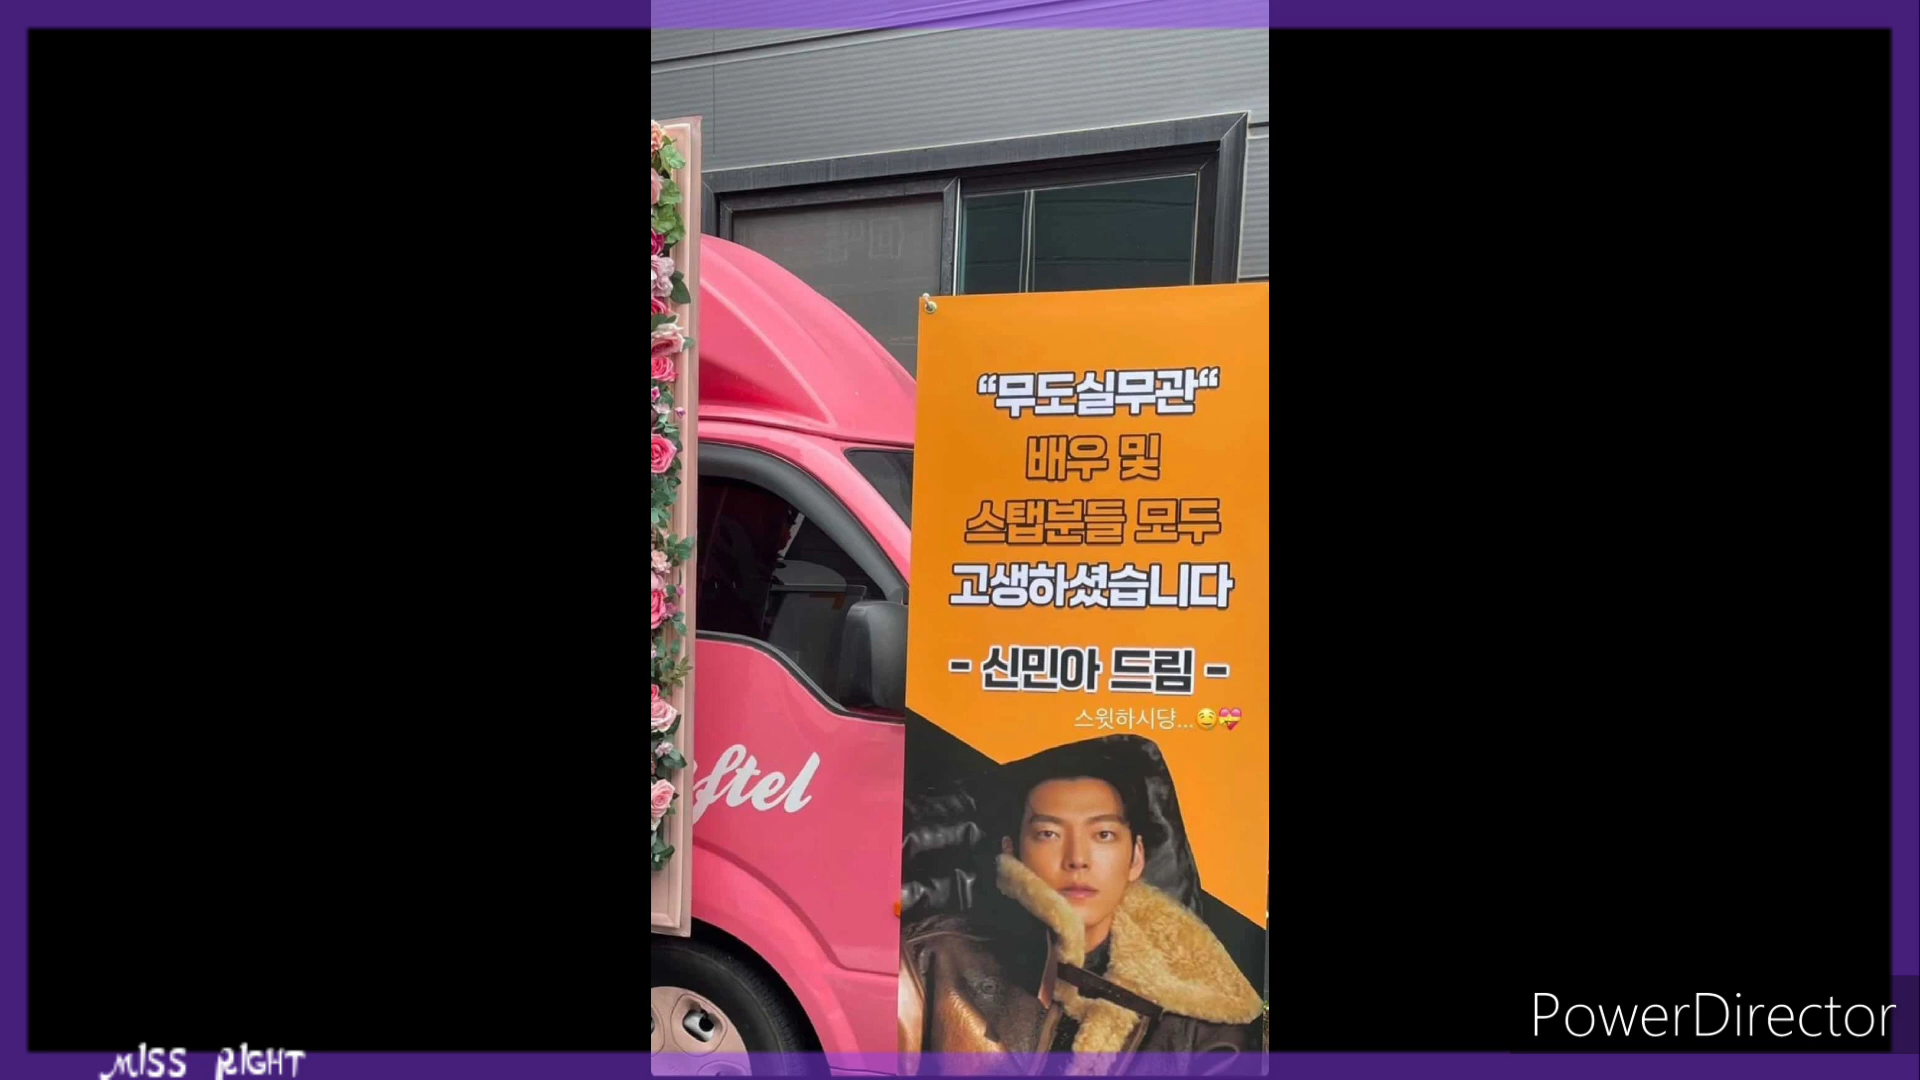 “무도실무관“
배우 및
스탭분들 모두
고생하셨습니다
- 신민아 드림 -
스윗하시댱...🤤💝
ftel
PowerDirector
MISS RIGHT